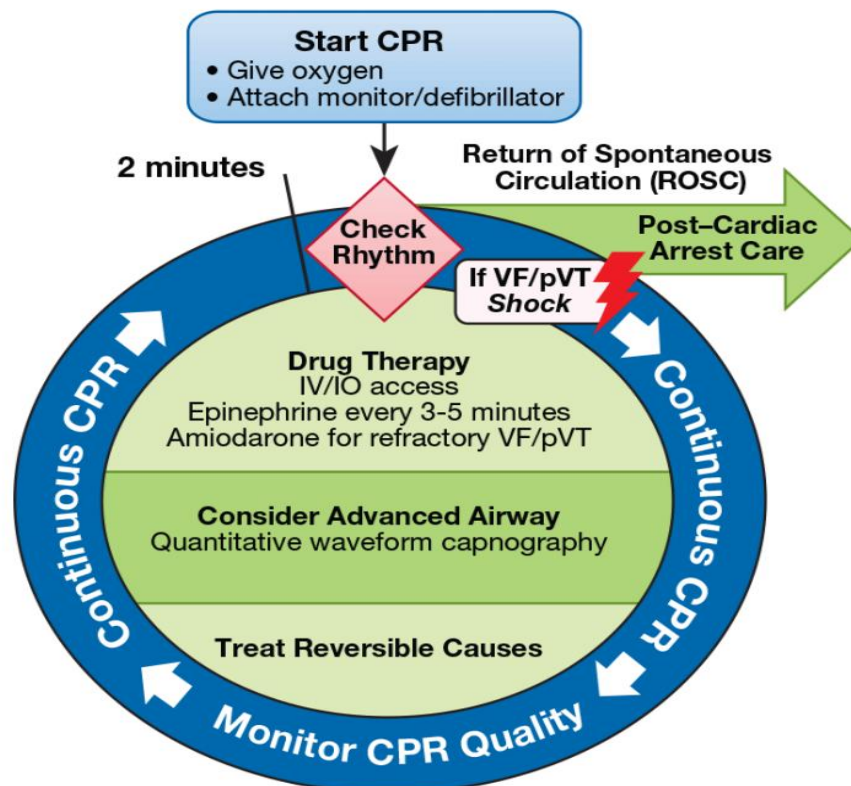 Start CPR
• Give oxygen
• Attach monitor/defibrillator
2 minutes
Return of Spontaneous
Circulation (ROSC)
Post–Cardiac
Arrest Care
Check
Rhythm
If VF/pVT
Shock
Drug Therapy
IV/IO access
Epinephrine every 3-5 minutes
Amiodarone for refractory VF/pVT
Consider Advanced Airway
Quantitative waveform capnography
Treat Reversible Causes
Continuous CPR
Monitor CPR Quality
Continuous CPR